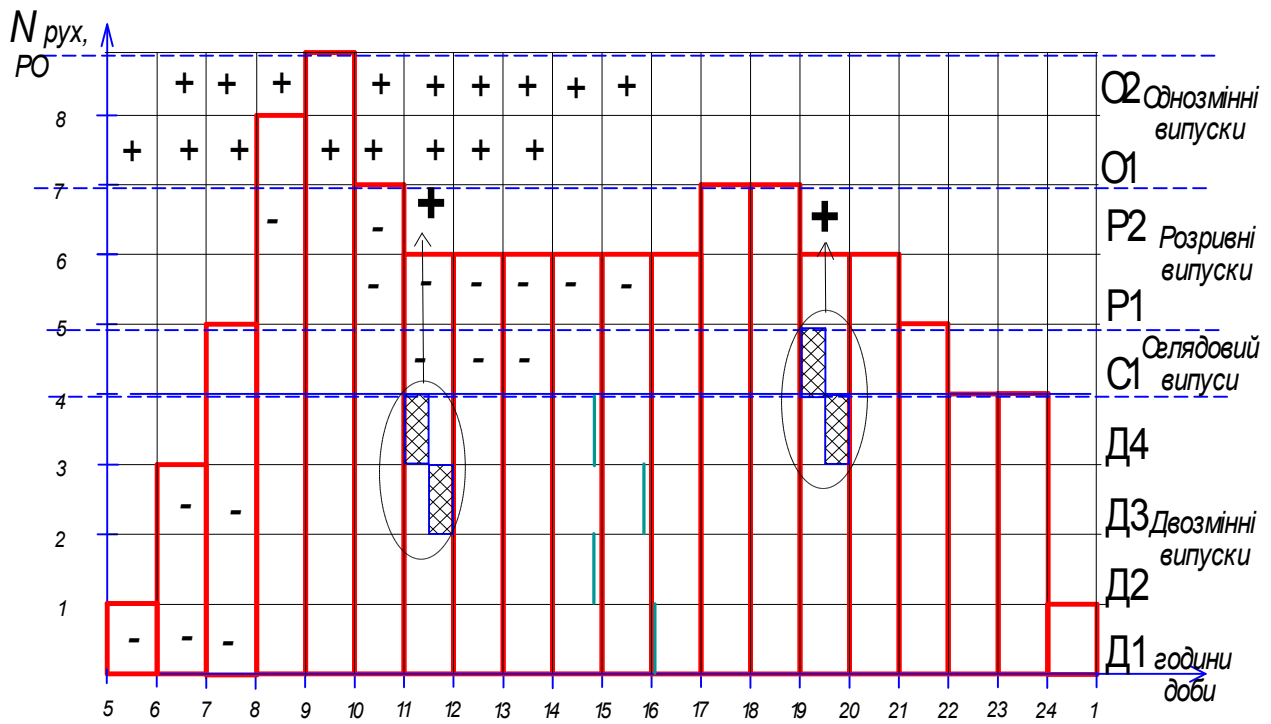 N рух,
РО
+ + + + + + + + +
О2 Однозмінні
випуски
8
+ + + + + + + +
О1
7
+ +
- -
Р2 Розривні
випуски
6
- - - - - -
Р1
5
- - -
С1 Оглядовий
випуси
4
Д4
3
- -
Д3 Двозмінні
випуски
2
Д2
1
- - -
Д1 години
доби
5 6 7 8 9 10 11 12 13 14 15 16 17 18 19 20 21 22 23 24 1